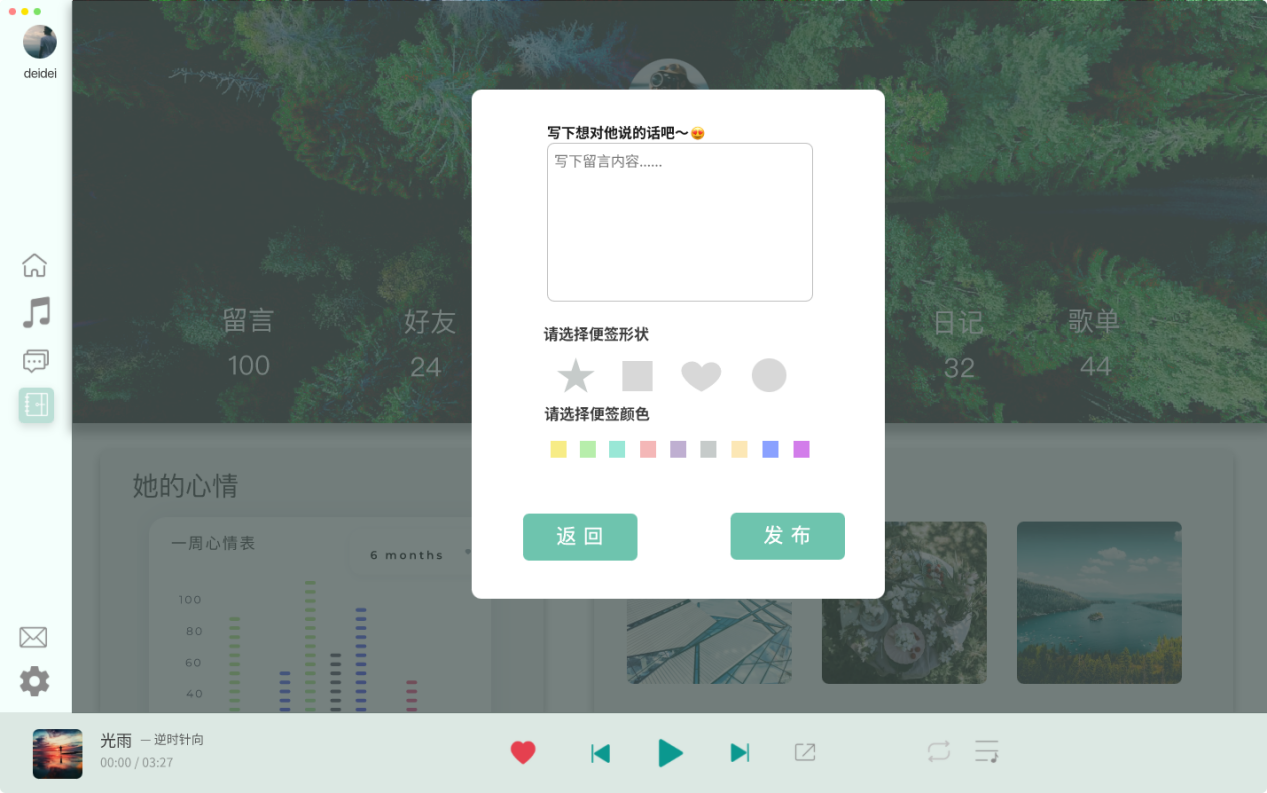 deidei
写下想对他说的话吧～😍
写下留言内容......
留言
好友
日记
歌单
100
24
32
44
请选择便签形状
请选择便签颜色
她的心情
返 回
发 布
一周心情表
6 months
100
80
60
40
光雨 — 逆时针向
00:00 / 03:27